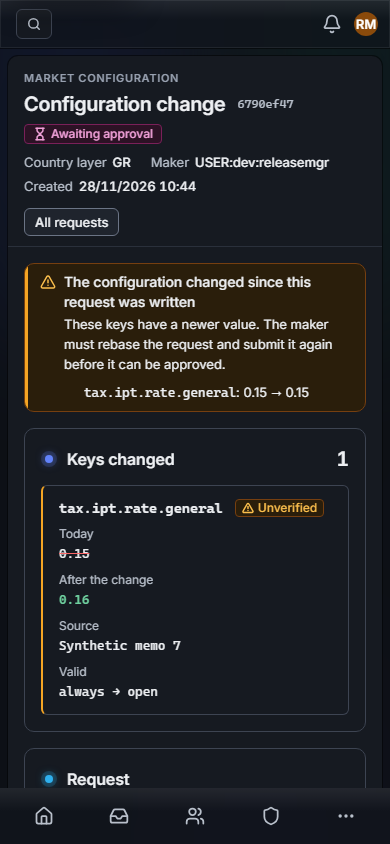 RM
MARKET CONFIGURATION
Configuration change 6790ef47
Awaiting approval
Country layer GR Maker USER:dev:releasemgr
Created 28/11/2026 10:44
All requests
The configuration changed since this
request was written
These keys have a newer value. The maker
must rebase the request and submit it again
before it can be approved.
tax.ipt.rate.general: 0.15 → 0.15
Keys changed 1
tax.ipt.rate.general Unverified
Today
0.15
After the change
0.16
Source
Synthetic memo 7
Valid
always → open
Request